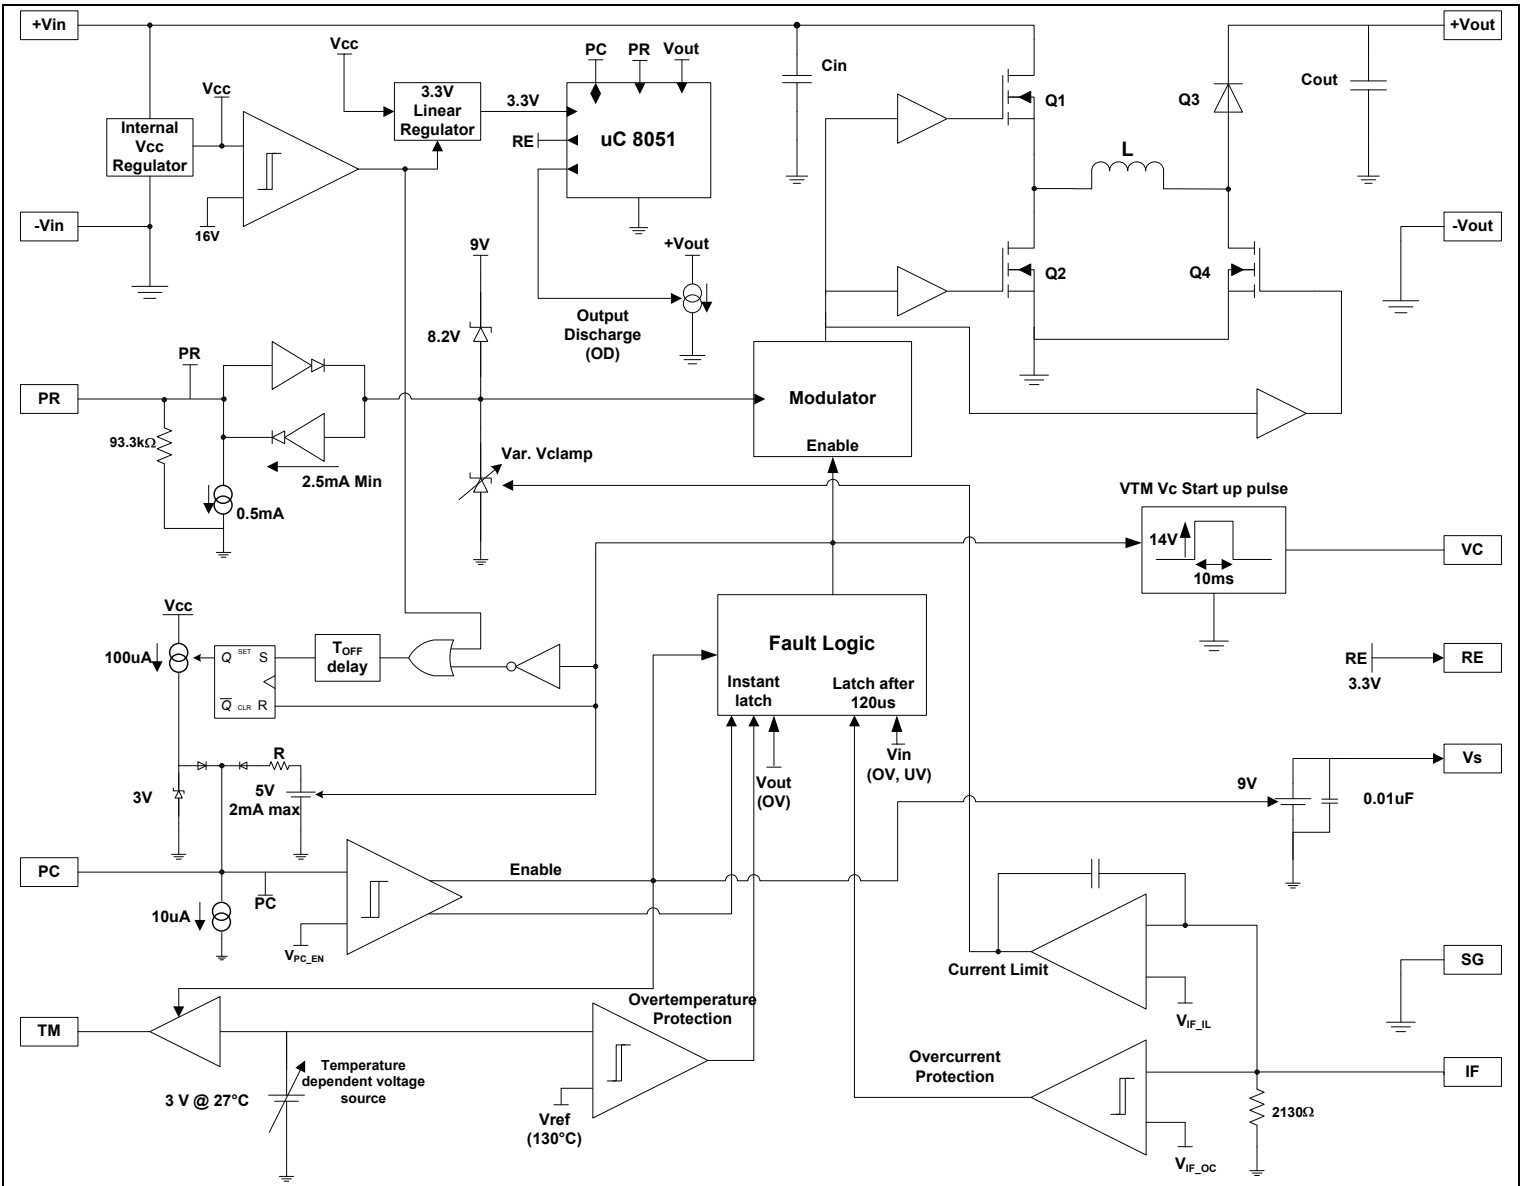 +Vin
Vcc
PC PR Vout
Cin
+Vout
Cout
Vcc
3.3V
Linear
Regulator
3.3V
Q1
Q3
Internal
Vcc
Regulator
RE
uC 8051
L
-Vin
16V
9V
+Vout
-Vout
Q2
Q4
Output
Discharge
(OD)
8.2V
PR
PR
Modulator
Enable
93.3kΩ
2.5mA Min
0.5mA
Var. Vclamp
VTM Vc Start up pulse
14V
10ms
VC
Vcc
100uA
Q SET S
Q CLR R
TOFF
delay
Fault Logic
Instant
latch
Latch after
120us
RE
3.3V
RE
Vin
(OV, UV)
Vout
(OV)
R
3V
5V
2mA max
9V
0.01uF
Vs
PC
Enable
PC
10uA
VPC_EN
Current Limit
VIF_IL
SG
TM
Overtemperature
Protection
Temperature
dependent voltage
source
3 V @ 27°C
Vref
(130°C)
Overcurrent
Protection
VIF_OC
2130Ω
IF